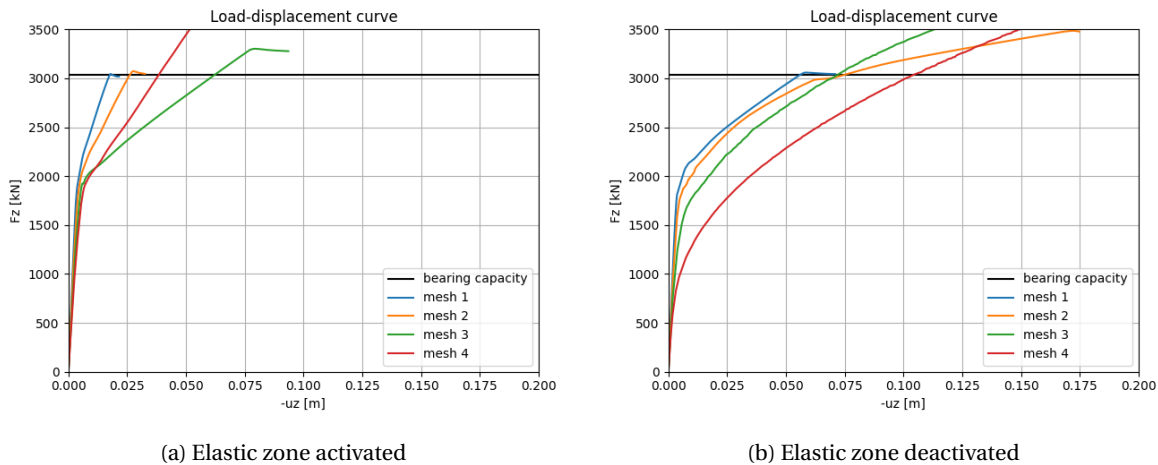 Load-displacement curve
3500
3000
2500
2000
1500
1000
500
0
Fz [kN]
bearing capacity
mesh 1
mesh 2
mesh 3
mesh 4
0.000 0.025 0.050 0.075 0.100 0.125 0.150 0.175 0.200
-uz [m]
(a) Elastic zone activated
Load-displacement curve
3500
3000
2500
2000
1500
1000
500
0
Fz [kN]
bearing capacity
mesh 1
mesh 2
mesh 3
mesh 4
0.000 0.025 0.050 0.075 0.100 0.125 0.150 0.175 0.200
-uz [m]
(b) Elastic zone deactivated